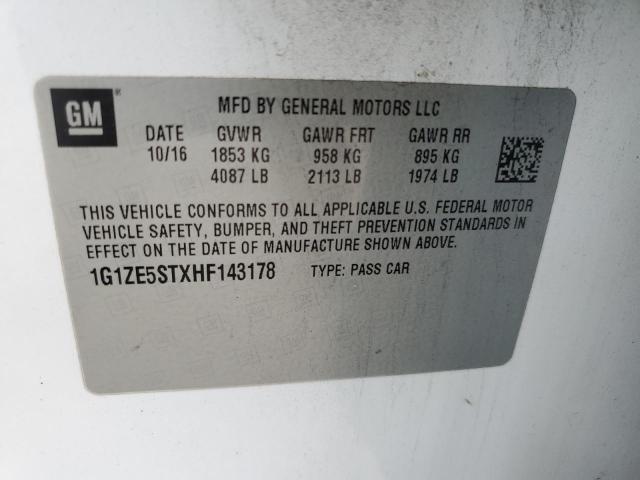 GM ®
MFD BY GENERAL MOTORS LLC
DATE GVWR GAWR FRT GAWR RR
10/16 1853 KG 958 KG 895 KG
4087 LB 2113 LB 1974 LB
THIS VEHICLE CONFORMS TO ALL APPLICABLE U.S. FEDERAL MOTOR
VEHICLE SAFETY, BUMPER, AND THEFT PREVENTION STANDARDS IN
EFFECT ON THE DATE OF MANUFACTURE SHOWN ABOVE.
1G1ZE5STXHF143178 TYPE: PASS CAR